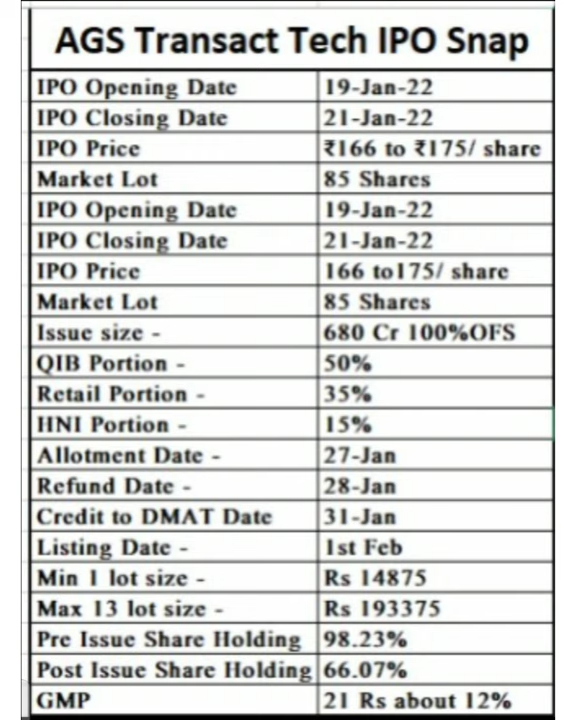 AGS Transact Tech IPO Snap
IPO Opening Date 19-Jan-22
IPO Closing Date 21-Jan-22
IPO Price ₹166 to ₹175/ share
Market Lot 85 Shares
IPO Opening Date 19-Jan-22
IPO Closing Date 21-Jan-22
IPO Price 166 to175/ share
Market Lot 85 Shares
Issue size - 680 Cr 100%OFS
QIB Portion - 50%
Retail Portion - 35%
HNI Portion - 15%
Allotment Date - 27-Jan
Refund Date - 28-Jan
Credit to DMAT Date 31-Jan
Listing Date - 1st Feb
Min 1 lot size - Rs 14875
Max 13 lot size - Rs 193375
Pre Issue Share Holding 98.23%
Post Issue Share Holding 66.07%
GMP 21 Rs about 12%